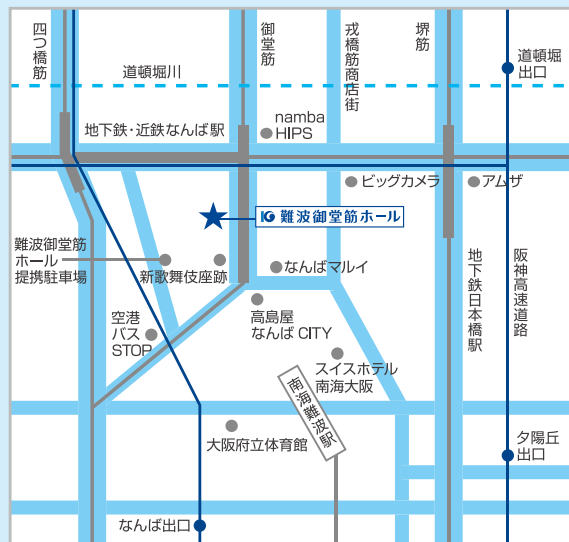 四つ橋筋
御堂筋
戎橋筋商店街
堺筋
道頓堀
出口
道頓堀川
namba
HIPS
地下鉄・近鉄なんば駅
ビッグカメラ
アムザ
難波御堂筋ホール
難波御堂筋
ホール
提携駐車場
新歌舞伎座跡
なんばマルイ
地下鉄日本橋駅
阪神高速道路
空港
バス
STOP
高島屋
なんばCITY
スイスホテル
南海大阪
南海難波駅
大阪府立体育館
夕陽丘
出口
なんば出口